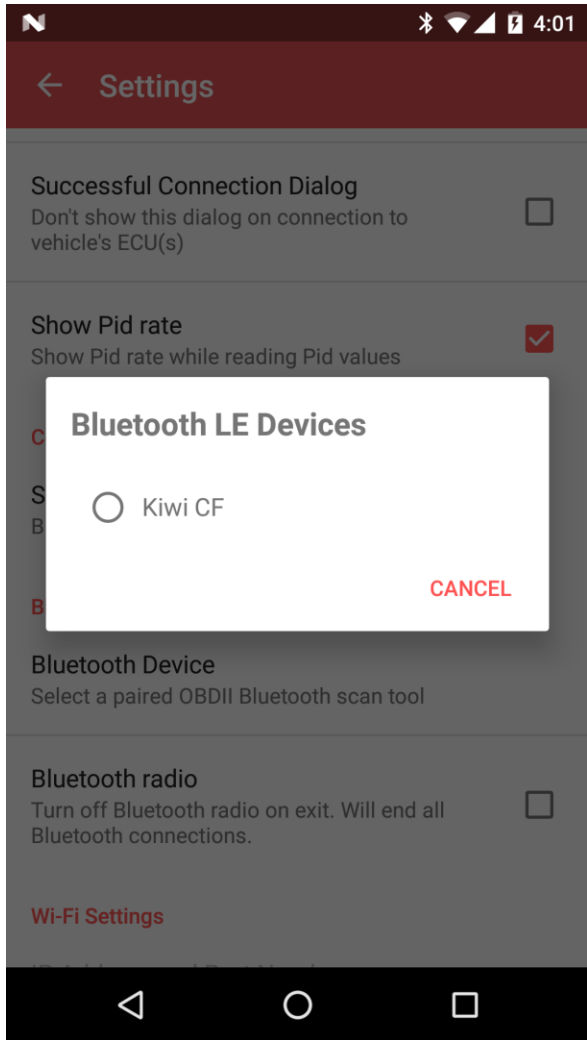 4:01
Settings
Successful Connection Dialog
Don't show this dialog on connection to
vehicle's ECU(s)
Show Pid rate
Show Pid rate while reading Pid values
C
Bluetooth LE Devices
S
Kiwi CF
B
CANCEL
B
Bluetooth Device
Select a paired OBDII Bluetooth scan tool
Bluetooth radio
Turn off Bluetooth radio on exit. Will end all
Bluetooth connections.
Wi-Fi Settings